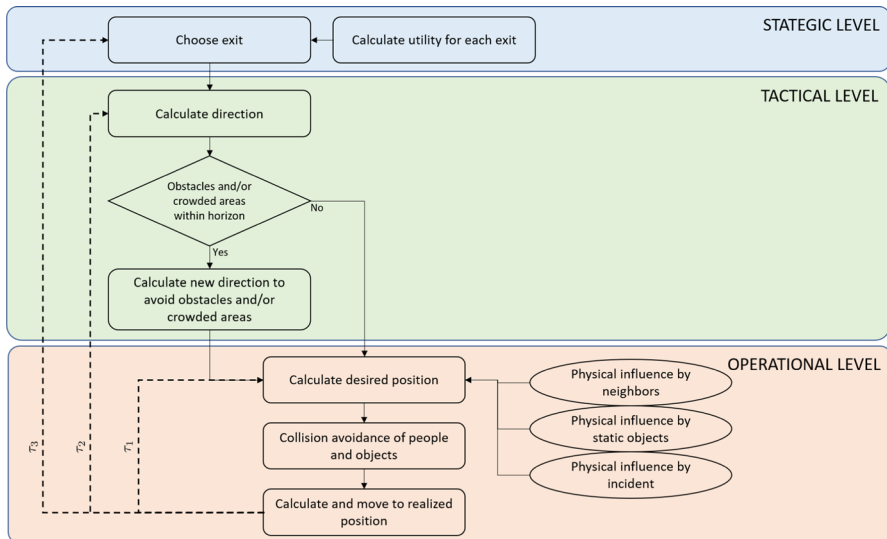 STATEGIC LEVEL
Choose exit
Calculate utility for each exit
TACTICAL LEVEL
Calculate direction
Obstacles and/or
crowded areas
within horizon
No
Yes
Calculate new direction to
avoid obstacles and/or
crowded areas
OPERATIONAL LEVEL
Calculate desired position
Physical influence by
neighbors
Collision avoidance of people
and objects
Physical influence by
static objects
Physical influence by
incident
Calculate and move to realized
position
τ3
τ2
τ1